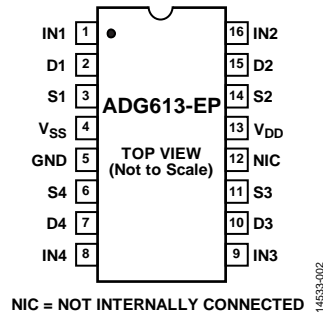 IN1 1 16 IN2
D1 2 15 D2
S1 3 ADG613-EP 14 S2
VSS 4 13 VDD
GND 5 TOP VIEW 12 NIC
S4 6 (Not to Scale) 11 S3
D4 7 10 D3
IN4 8 9 IN3
NIC = NOT INTERNALLY CONNECTED
14533-002